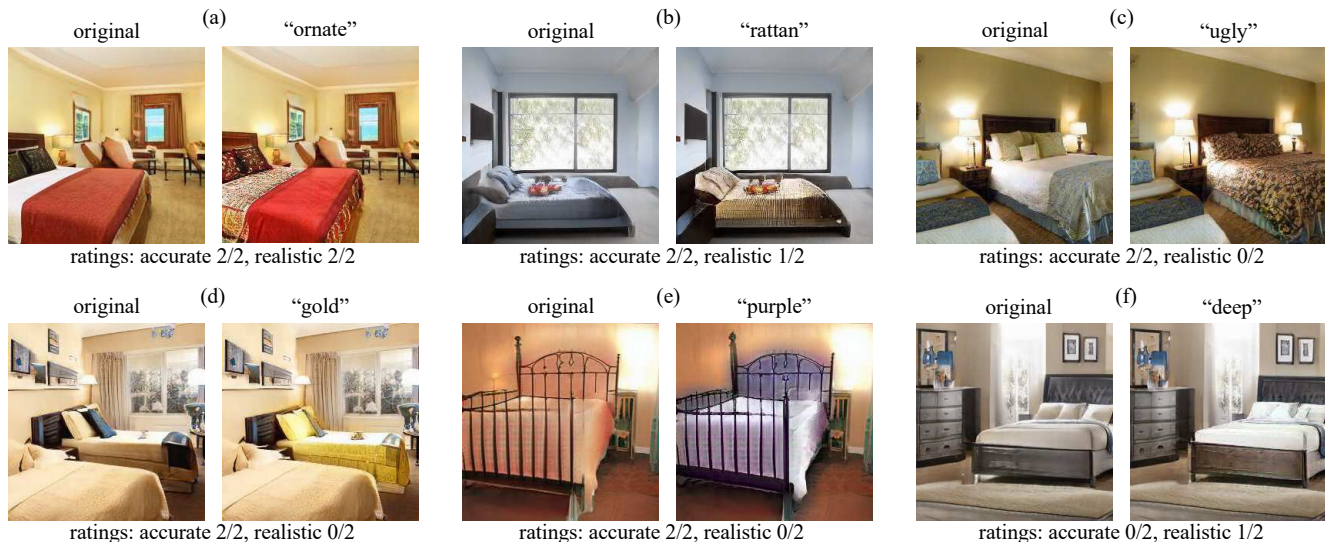 (a)
original “ornate”
ratings: accurate 2/2, realistic 2/2
(b)
original “rattan”
ratings: accurate 2/2, realistic 1/2
(c)
original “ugly”
ratings: accurate 2/2, realistic 0/2
(d)
original “gold”
ratings: accurate 2/2, realistic 0/2
(e)
original “purple”
ratings: accurate 2/2, realistic 0/2
(f)
original “deep”
ratings: accurate 0/2, realistic 1/2